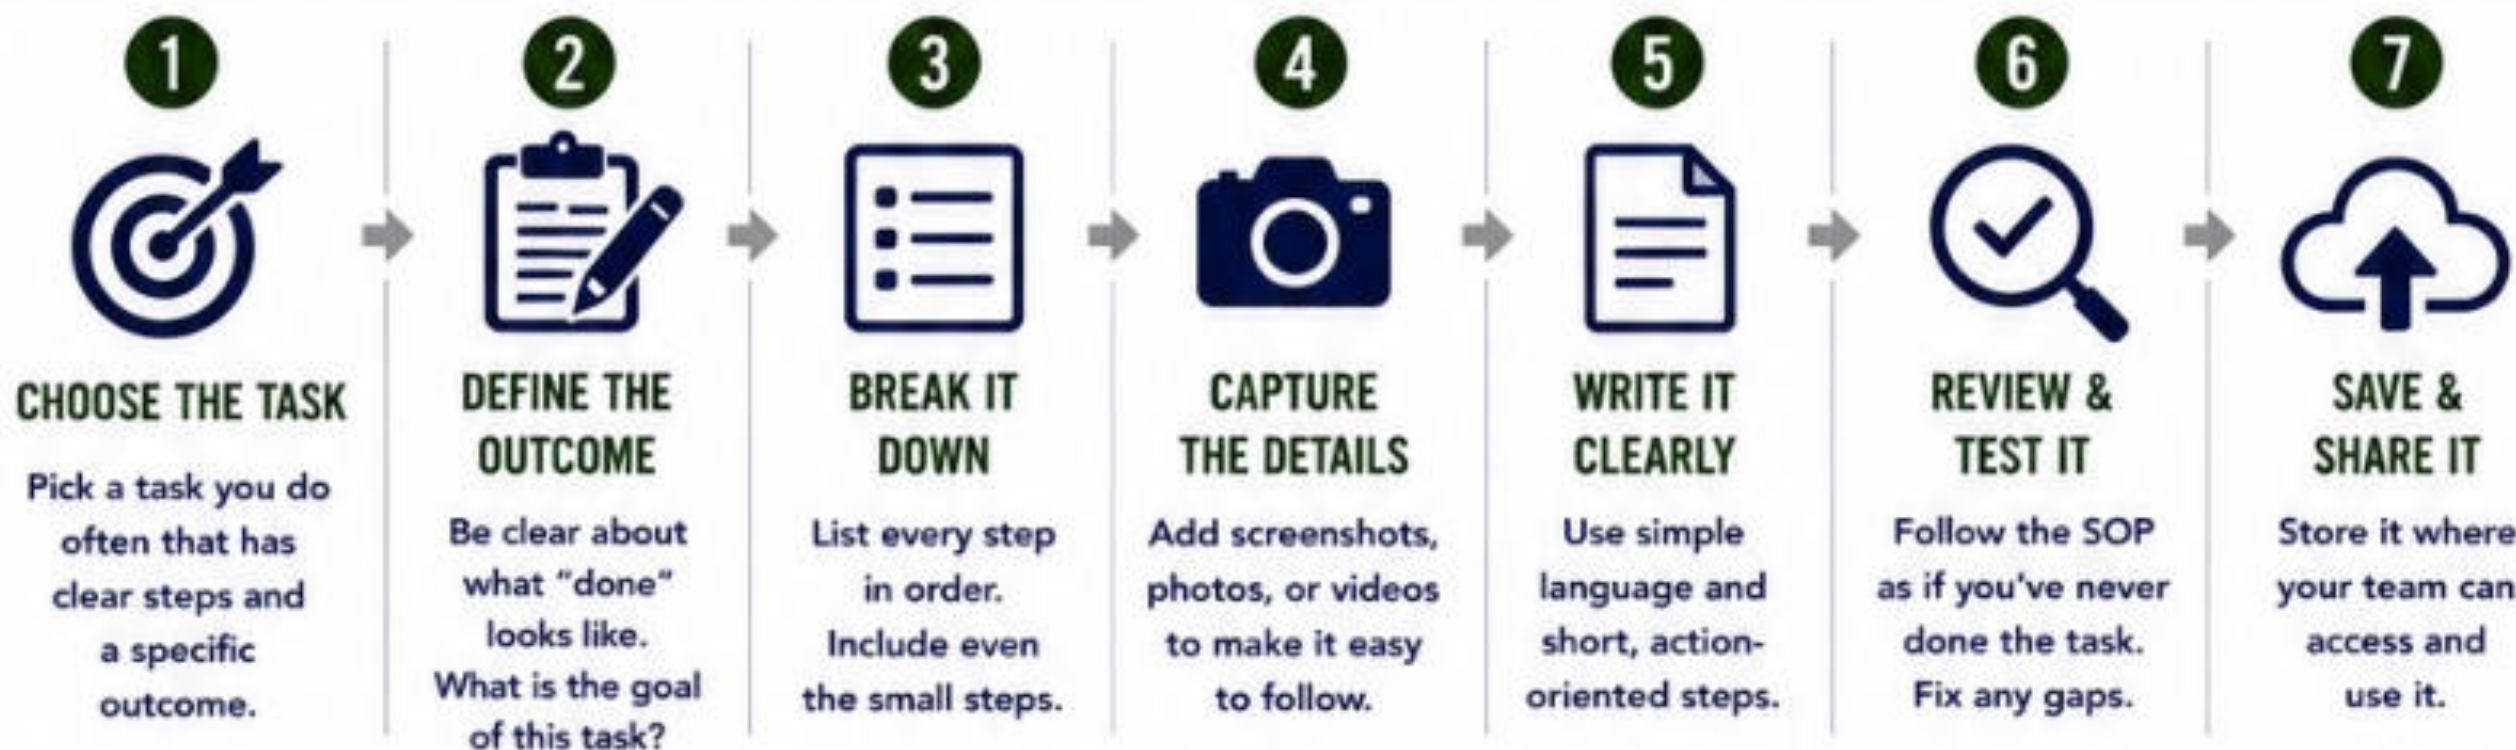 1
CHOOSE THE TASK
Pick a task you do
often that has
clear steps and
a specific
outcome.
2
DEFINE THE
OUTCOME
Be clear about
what “done”
looks like.
What is the goal
of this task?
3
BREAK IT
DOWN
List every step
in order.
Include even
the small steps.
4
CAPTURE
THE DETAILS
Add screenshots,
photos, or videos
to make it easy
to follow.
5
WRITE IT
CLEARLY
Use simple
language and
short, action-
oriented steps.
6
REVIEW &
TEST IT
Follow the SOP
as if you've never
done the task.
Fix any gaps.
7
SAVE &
SHARE IT
Store it where
your team can
access and
use it.